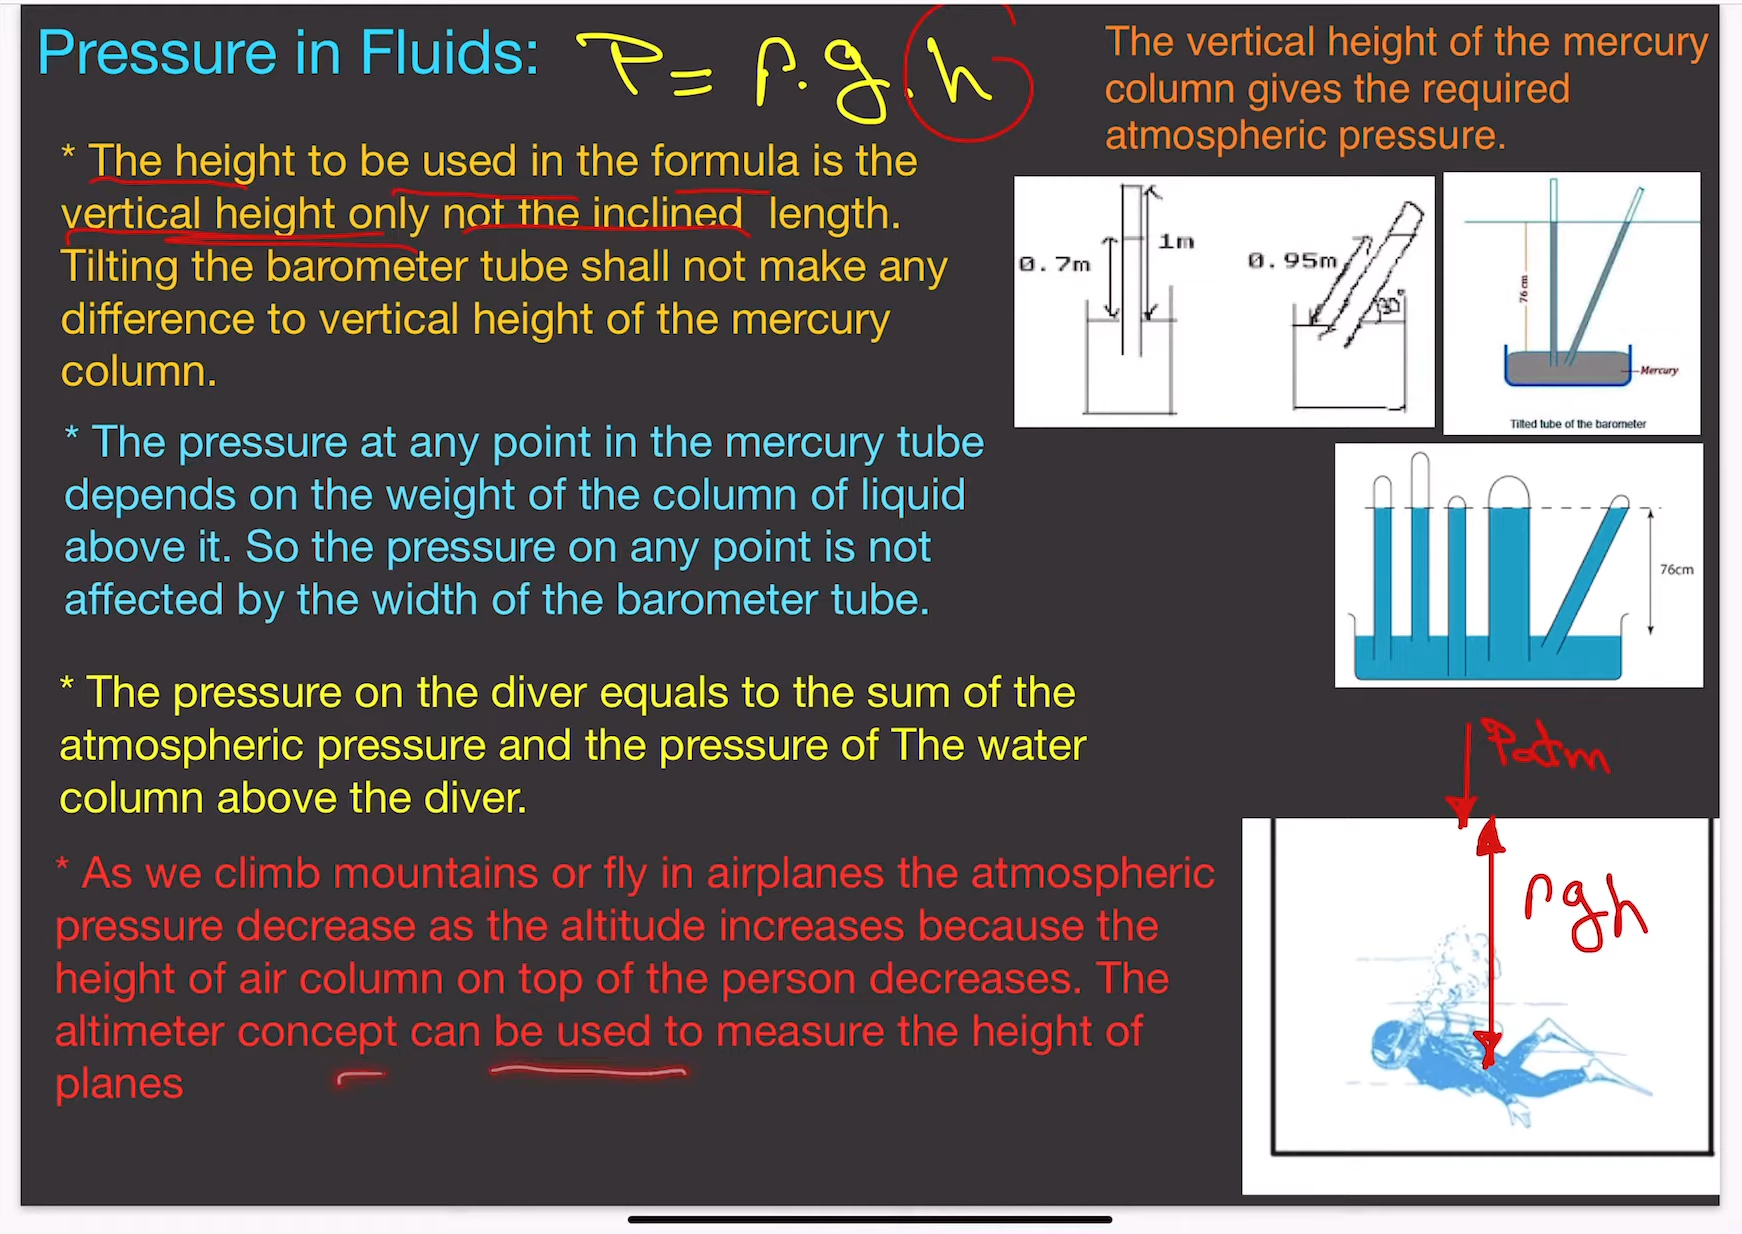 Pressure in Fluids:
P = ρ.g.h
The vertical height of the mercury
column gives the required
atmospheric pressure.
* The height to be used in the formula is the
vertical height only not the inclined length.
Tilting the barometer tube shall not make any
difference to vertical height of the mercury
column.
0.7m
1m
0.95m
76 cm
Mercury
Tilted tube of the barometer
* The pressure at any point in the mercury tube
depends on the weight of the column of liquid
above it. So the pressure on any point is not
affected by the width of the barometer tube.
76cm
* The pressure on the diver equals to the sum of the
atmospheric pressure and the pressure of The water
column above the diver.
Patm
ρgh
* As we climb mountains or fly in airplanes the atmospheric
pressure decrease as the altitude increases because the
height of air column on top of the person decreases. The
altimeter concept can be used to measure the height of
planes